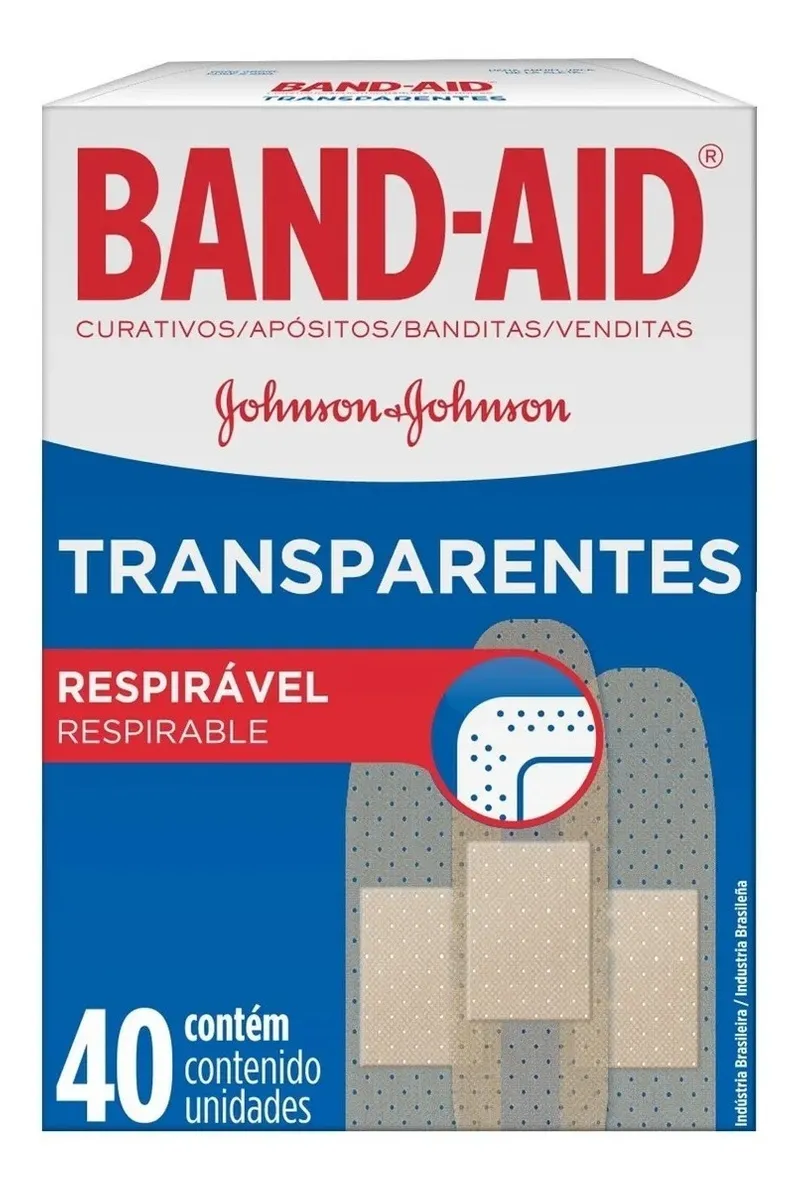 BAND-AID
TRANSPARENTES
BAND-AID®
CURATIVOS/APÓSITOS/BANDITAS/VENDITAS
Johnson & Johnson
TRANSPARENTES
RESPIRÁVEL
RESPIRABLE
40 contém
contenido
unidades
Indústria Brasileira / Industria Brasileña